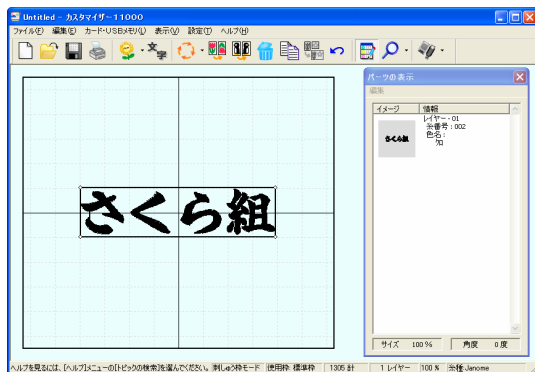 Untitled - カスタマイザー11000
ファイル(F) 編集(E) カード・USBメモリ(U) 表示(V) 設定(T) ヘルプ(H)
文字
パーツの表示
編集
イメージ 情報
レイヤー - 01
糸番号 : 002
色名 :
クロ
さくら組
さくら組
サイズ 100 % 角度 0 度
ヘルプを見るには、[ヘルプ]メニューの[トピックの検索]を選んでください。 刺しゅう枠モード 使用枠: 標準枠 1305 針 1 レイヤー 100 % 糸種: Janome